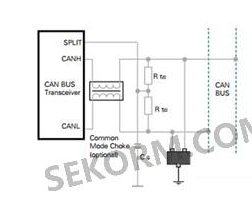 SPLIT
CANH
CAN BUS
Transceiver
CANL
R
R
CAN
BUS
Common
Mode Choke
(optional)
SEKORM.COM